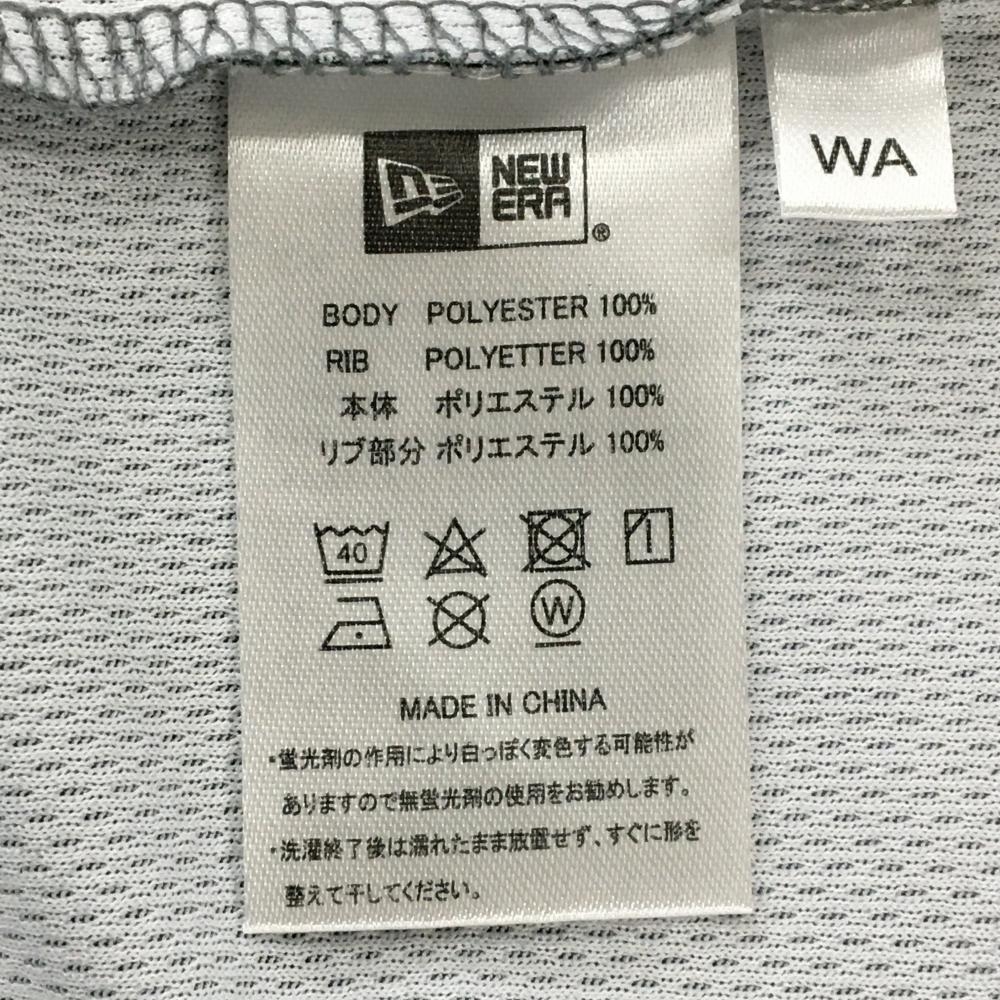 NEW
ERA
®
WA
BODY POLYESTER 100%
RIB POLYETTER 100%
本体 ポリエステル 100%
リブ部分 ポリエステル 100%
40
W
MADE IN CHINA
・蛍光剤の作用により白っぽく変色する可能性が
ありますので無蛍光剤の使用をお勧めします。
・洗濯終了後は濡れたまま放置せず、すぐに形を
整えて干してください。